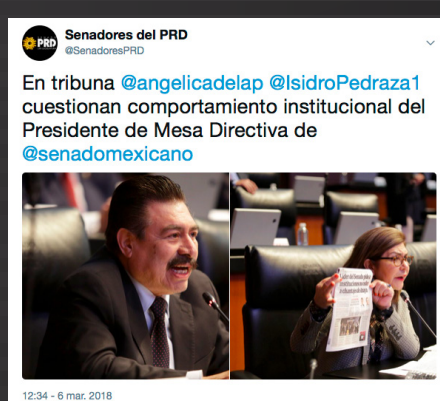 PRD
Senadores del PRD
@SenadoresPRD
En tribuna @angelicadelap @IsidroPedraza1
cuestionan comportamiento institucional del
Presidente de Mesa Directiva de
@senadomexicano
12:34 - 6 mar. 2018